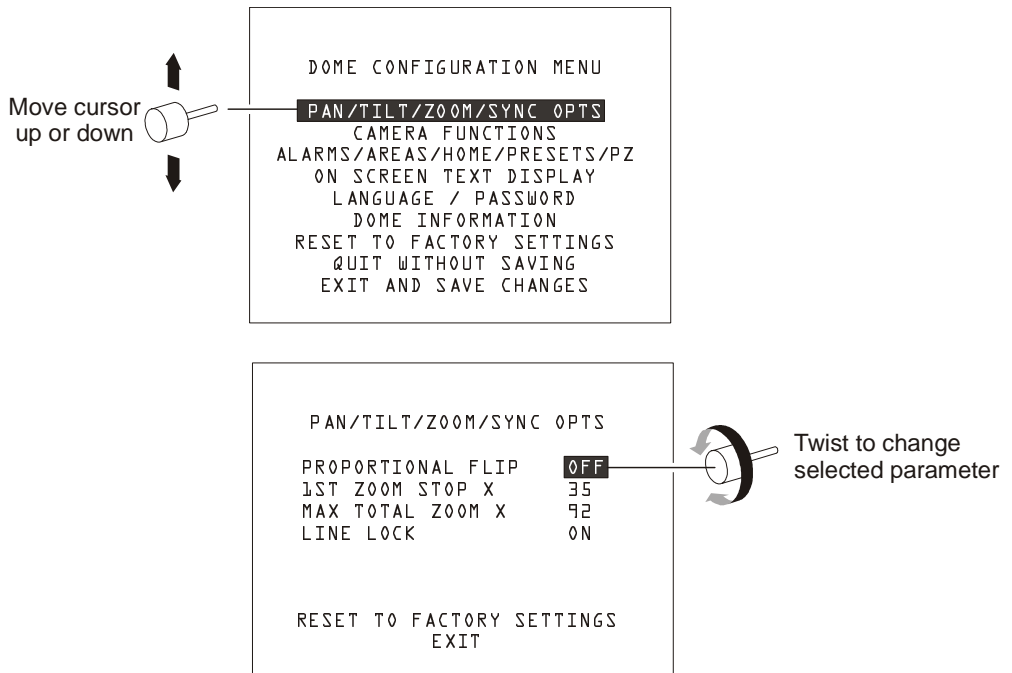 DOME CONFIGURATION MENU
Move cursor
up or down
PAN/TILT/ZOOM/SYNC OPTS
CAMERA FUNCTIONS
ALARMS/AREAS/HOME/PRESETS/PZ
ON SCREEN TEXT DISPLAY
LANGUAGE / PASSWORD
DOME INFORMATION
RESET TO FACTORY SETTINGS
QUIT WITHOUT SAVING
EXIT AND SAVE CHANGES
PAN/TILT/ZOOM/SYNC OPTS
PROPORTIONAL FLIP OFF
1ST ZOOM STOP X 35
MAX TOTAL ZOOM X 92
LINE LOCK ON
Twist to change
selected parameter
RESET TO FACTORY SETTINGS
EXIT